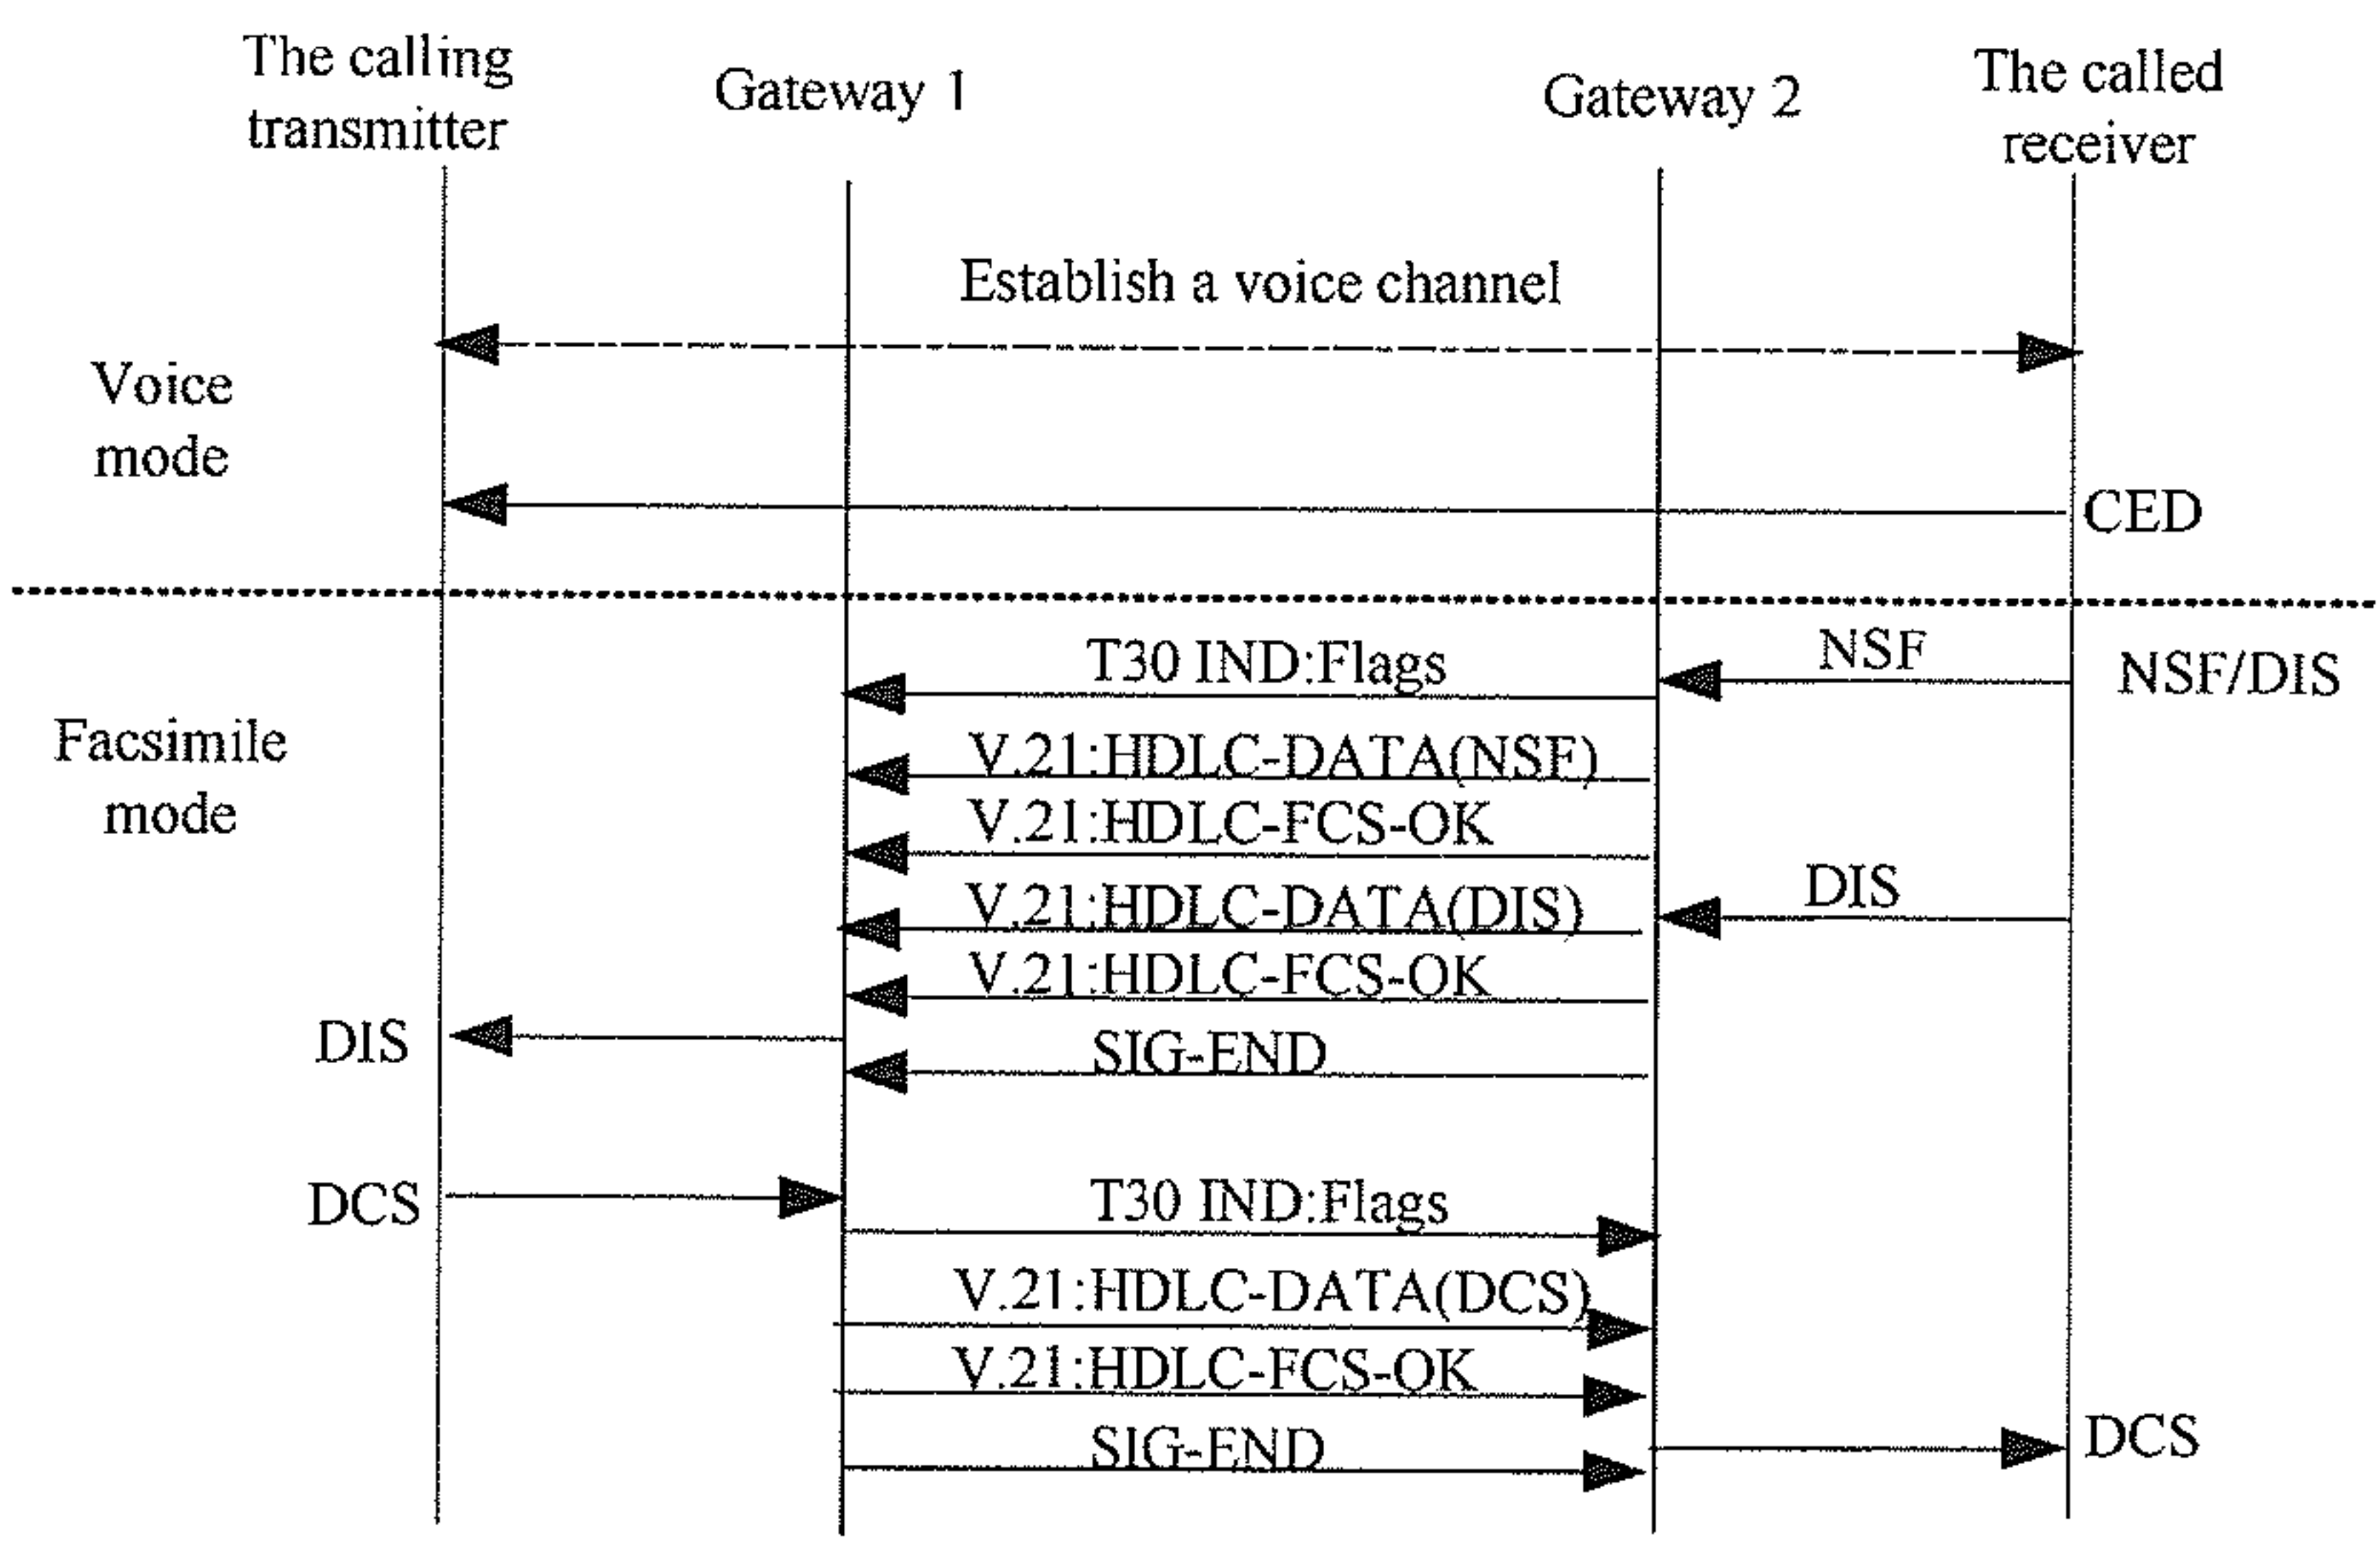 The calling
transmitter
Gateway 1
Gateway 2
The called
receiver
Establish a voice channel
Voice
mode
CED
T30 IND:Flags
NSF
NSF/DIS
Facsimile
mode
V.21:HDLC-DATA(NSF)
V.21:HDLC-FCS-OK
V.21:HDLC-DATA(DIS)
DIS
V.21:HDLC-FCS-OK
DIS
SIG-END
DCS
T30 IND:Flags
V.21:HDLC-DATA(DCS)
V.21:HDLC-FCS-OK
SIG-END
DCS